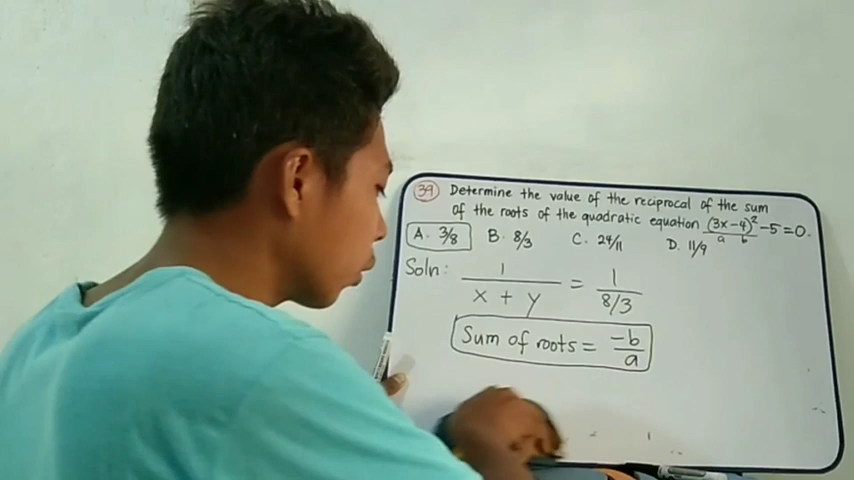 39 Determine the value of the reciprocal of the sum
of the roots of the quadratic equation (3x-4)²-5=0.
a b
A. 3/8 B. 8/3 C. 24/11 D. 11/9
Soln: 1/(x + y) = 1/(8/3)
Sum of roots = -b/a